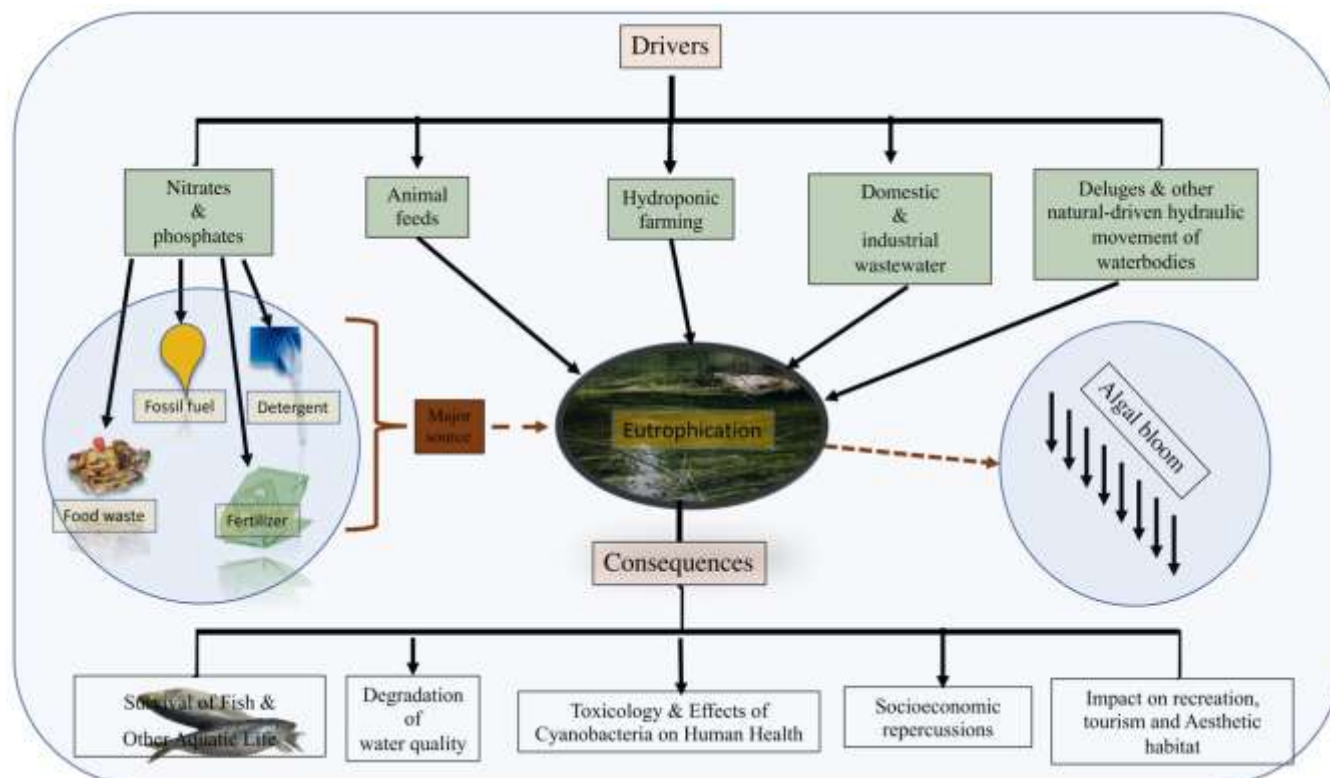 Drivers
Nitrates
&
phosphates
Animal
feeds
Hydroponic
farming
Domestic
&
industrial
wastewater
Deluges & other
natural-driven hydraulic
movement of
waterbodies
Fossil fuel
Detergent
Food waste
Fertilizer
Major
source
Eutrophication
Algal bloom
Consequences
Survival of Fish &
Other Aquatic Life
Degradation
of
water quality
Toxicology & Effects of
Cyanobacteria on Human Health
Socioeconomic
repercussions
Impact on recreation,
tourism and Aesthetic
habitat